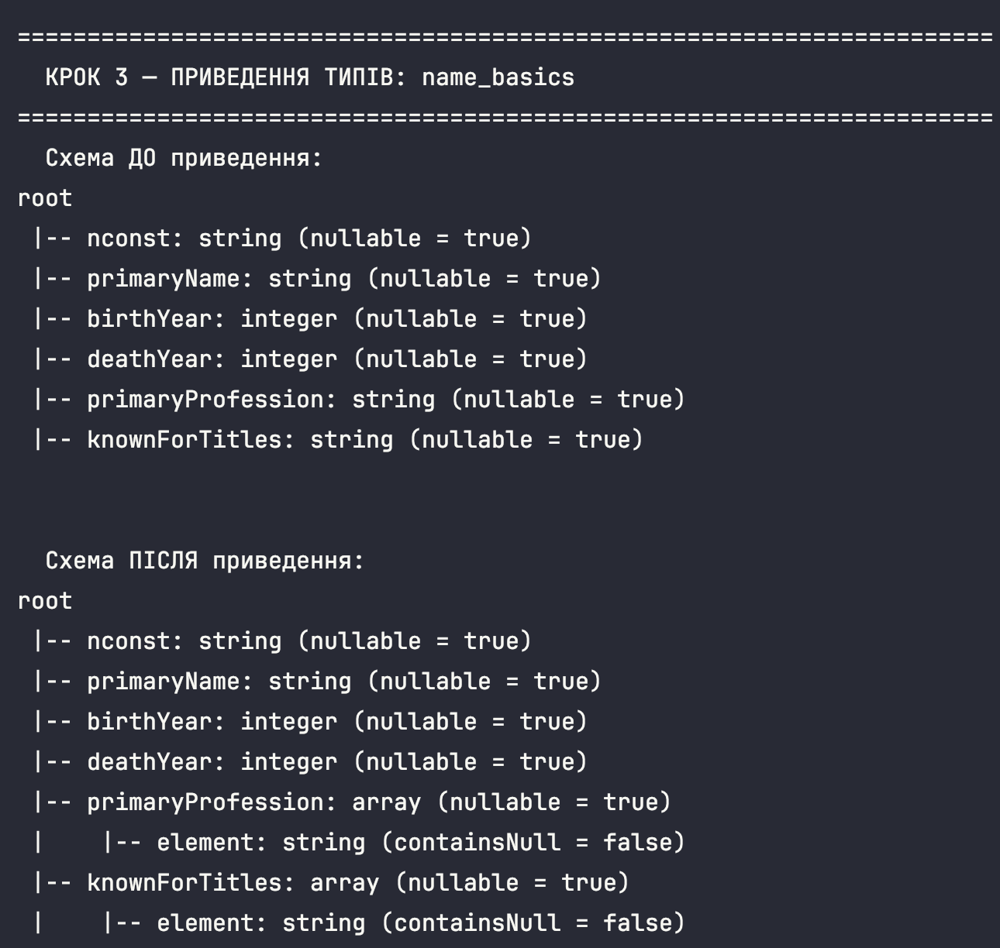 ======================================================================
  КРОК 3 — ПРИВЕДЕННЯ ТИПІВ: name_basics
======================================================================
  Схема ДО приведення:
root
 |-- nconst: string (nullable = true)
 |-- primaryName: string (nullable = true)
 |-- birthYear: integer (nullable = true)
 |-- deathYear: integer (nullable = true)
 |-- primaryProfession: string (nullable = true)
 |-- knownForTitles: string (nullable = true)

  Схема ПІСЛЯ приведення:
root
 |-- nconst: string (nullable = true)
 |-- primaryName: string (nullable = true)
 |-- birthYear: integer (nullable = true)
 |-- deathYear: integer (nullable = true)
 |-- primaryProfession: array (nullable = true)
 |    |-- element: string (containsNull = false)
 |-- knownForTitles: array (nullable = true)
 |    |-- element: string (containsNull = false)